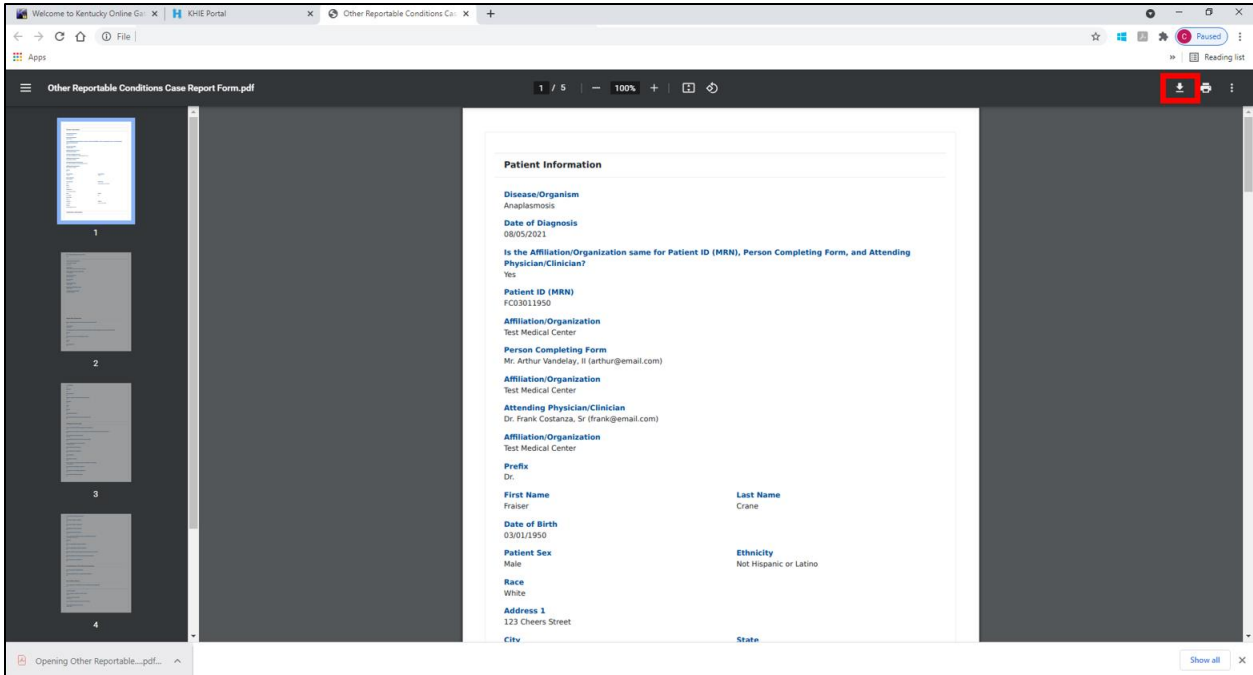 Welcome to Kentucky Online Gat
KHIE Portal
Other Reportable Conditions Cas
File
Paused
Apps
Reading list
Other Reportable Conditions Case Report Form.pdf
1 / 5
100%
Patient Information
Disease/Organism
Anaplasmosis
Date of Diagnosis
08/05/2021
Is the Affiliation/Organization same for Patient ID (MRN), Person Completing Form, and Attending
Physician/Clinician?
Yes
Patient ID (MRN)
FC03011950
Affiliation/Organization
Test Medical Center
Person Completing Form
Mr. Arthur Vandelay, II (arthur@email.com)
Affiliation/Organization
Test Medical Center
Attending Physician/Clinician
Dr. Frank Costanza, Sr (frank@email.com)
Affiliation/Organization
Test Medical Center
Prefix
Dr.
First Name Last Name
Fraiser Crane
Date of Birth
03/01/1950
Patient Sex Ethnicity
Male Not Hispanic or Latino
Race
White
Address 1
123 Cheers Street
City State
1
2
3
4
Opening Other Reportable....pdf...
Show all